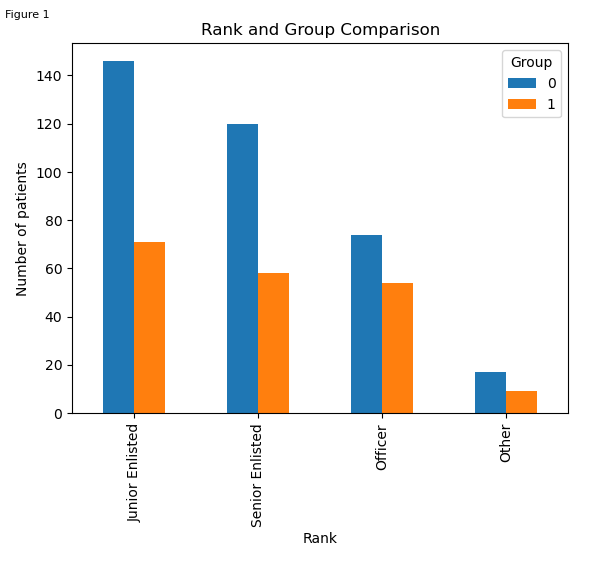 Figure 1
Rank and Group Comparison
Group
0
1
Number of patients
140
120
100
80
60
40
20
0
Junior Enlisted
Senior Enlisted
Officer
Other
Rank